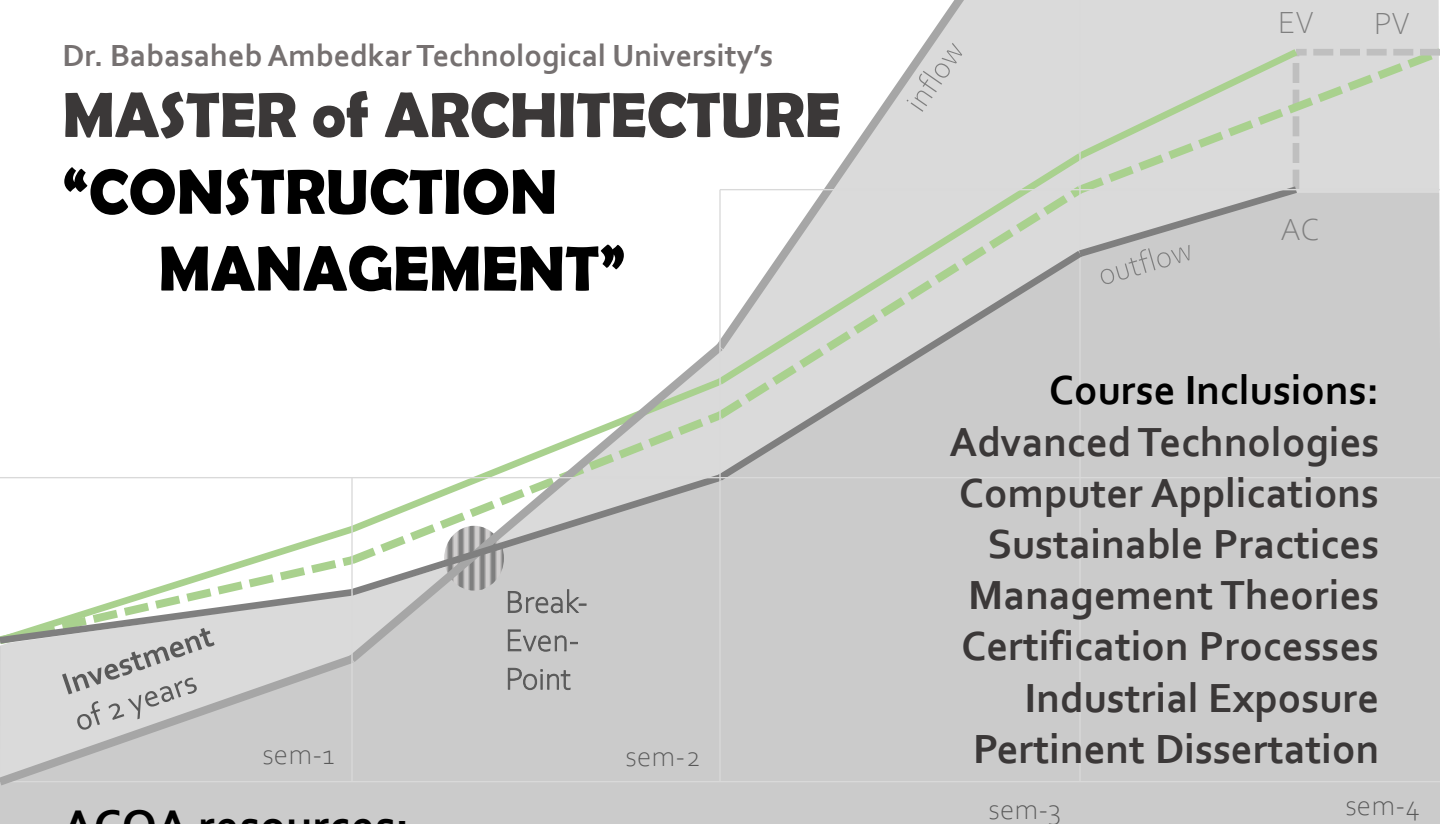 Dr. Babasaheb Ambedkar Technological University’s
MASTER of ARCHITECTURE
“CONSTRUCTION
MANAGEMENT”
inflow
EV
PV
AC
outflow
Course Inclusions:
Advanced Technologies
Computer Applications
Sustainable Practices
Management Theories
Certification Processes
Industrial Exposure
Pertinent Dissertation
Break-
Even-
Point
Investment
of 2 years
sem-1
sem-2
sem-3
sem-4
ACOA resources: